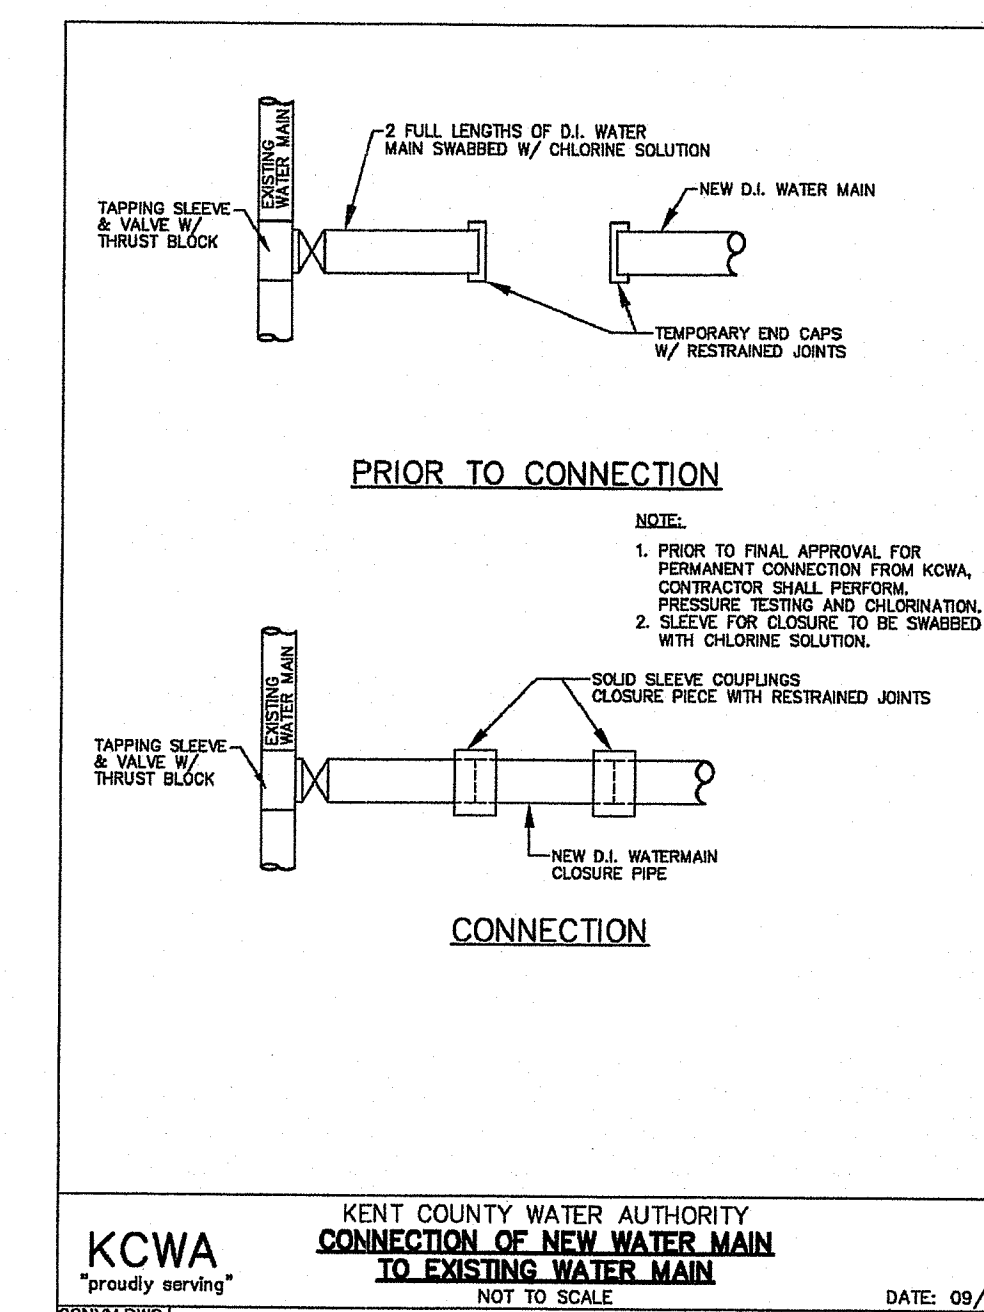 EXISTING
WATER MAIN
2 FULL LENGTHS OF D.I. WATER
MAIN SWABBED W/ CHLORINE SOLUTION
NEW D.I. WATER MAIN
TAPPING SLEEVE
& VALVE W/
THRUST BLOCK
TEMPORARY END CAPS
W/ RESTRAINED JOINTS
PRIOR TO CONNECTION
NOTE:
1. PRIOR TO FINAL APPROVAL FOR
PERMANENT CONNECTION FROM KCWA,
CONTRACTOR SHALL PERFORM.
PRESSURE TESTING AND CHLORINATION.
2. SLEEVE FOR CLOSURE TO BE SWABBED
WITH CHLORINE SOLUTION.
EXISTING
WATER MAIN
SOLID SLEEVE COUPLINGS
CLOSURE PIECE WITH RESTRAINED JOINTS
TAPPING SLEEVE
& VALVE W/
THRUST BLOCK
NEW D.I. WATERMAIN
CLOSURE PIPE
CONNECTION
KCWA
"proudly serving"
KENT COUNTY WATER AUTHORITY
CONNECTION OF NEW WATER MAIN
TO EXISTING WATER MAIN
NOT TO SCALE
DATE: 09/